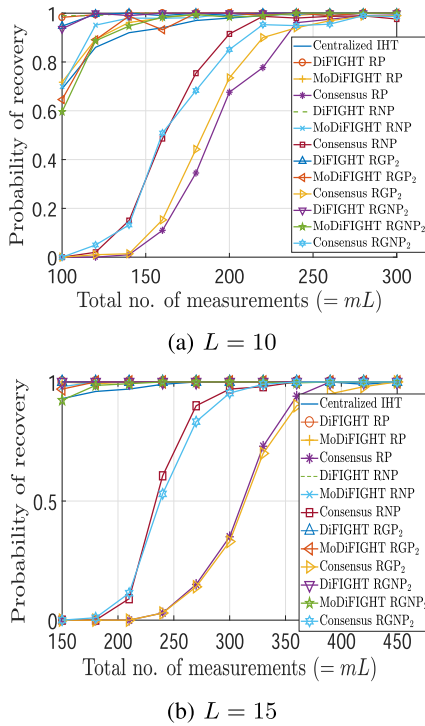 Probability of recovery
1
0.8
0.6
0.4
0.2
0
100
150
200
250
300
Total no. of measurements (= mL)
Centralized IHT
DiFIGHT RP
MoDiFIGHT RP
Consensus RP
DiFIGHT RNP
MoDiFIGHT RNP
Consensus RNP
DiFIGHT RGP₂
MoDiFIGHT RGP₂
Consensus RGP₂
DiFIGHT RGNP₂
MoDiFIGHT RGNP₂
Consensus RGNP₂
(a) L = 10
Probability of recovery
1
0.5
0
150
200
250
300
350
400
450
Total no. of measurements (= mL)
Centralized IHT
DiFIGHT RP
MoDiFIGHT RP
Consensus RP
DiFIGHT RNP
MoDiFIGHT RNP
Consensus RNP
DiFIGHT RGP₂
MoDiFIGHT RGP₂
Consensus RGP₂
DiFIGHT RGNP₂
MoDiFIGHT RGNP₂
Consensus RGNP₂
(b) L = 15